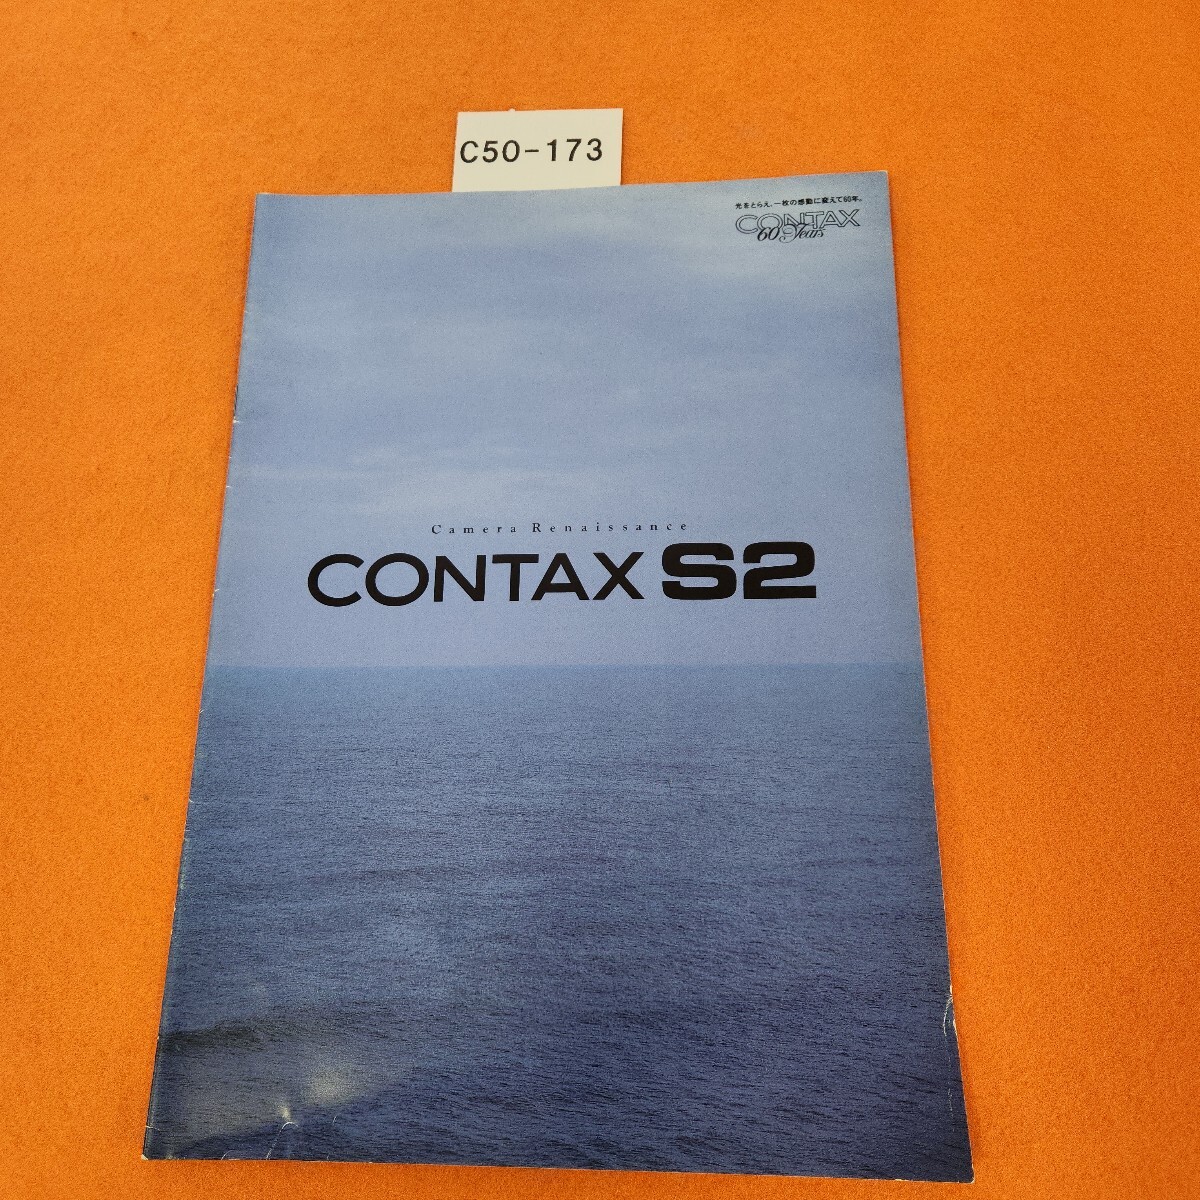 C50-173
光をとらえ、一枚の感動に変えて60年。
CONTAX
60 Years
Camera Renaissance
CONTAX S2